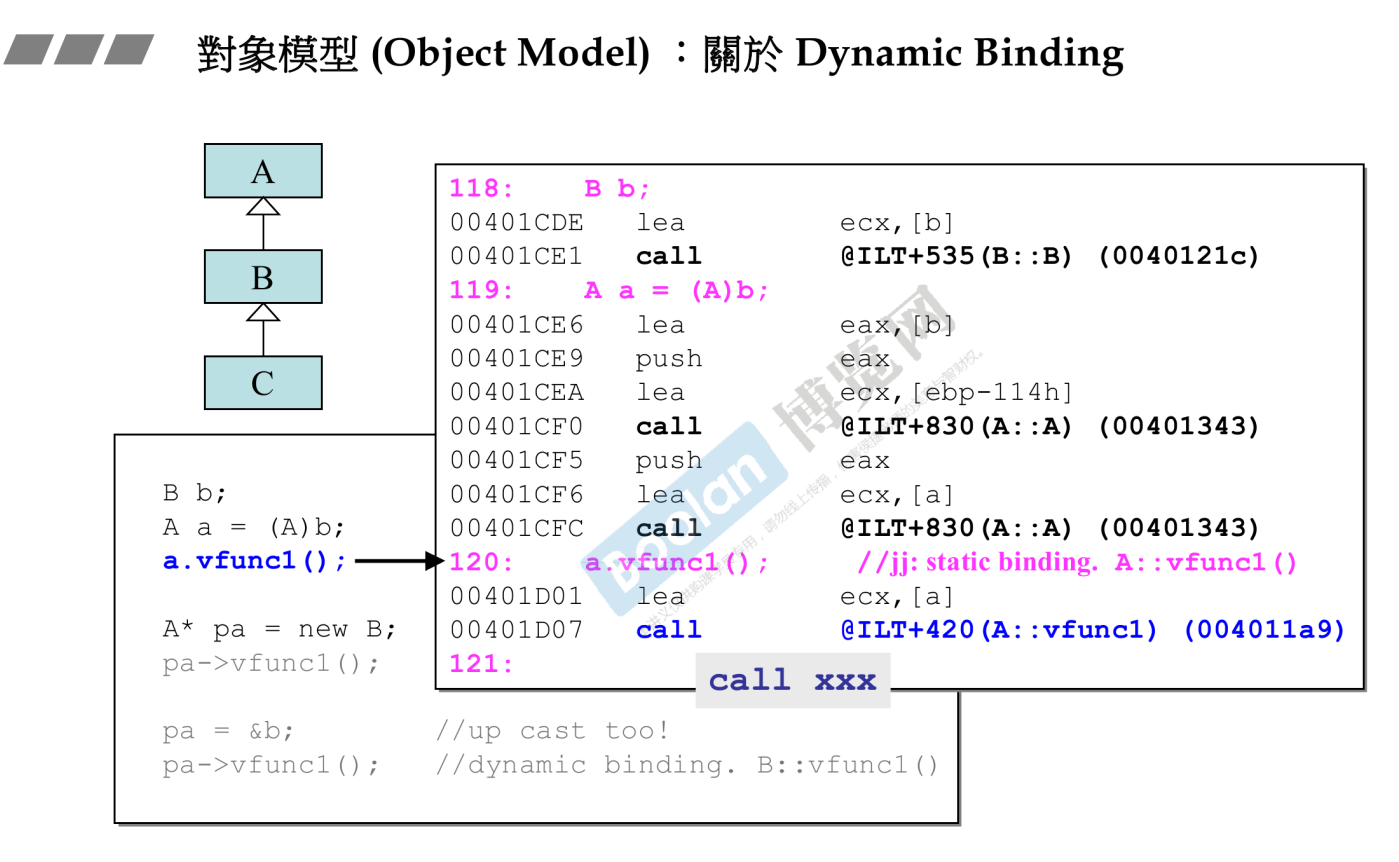 對象模型 (Object Model) ：關於 Dynamic Binding
A
B
C
118: B b;
00401CDE lea ecx,[b]
00401CE1 call @ILT+535(B::B) (0040121c)
119: A a = (A)b;
00401CE6 lea eax,[b]
00401CE9 push eax
00401CEA lea ecx,[ebp-114h]
00401CF0 call @ILT+830(A::A) (00401343)
00401CF5 push eax
00401CF6 lea ecx,[a]
00401CFC call @ILT+830(A::A) (00401343)
120: a.vfunc1(); //jj: static binding. A::vfunc1()
00401D01 lea ecx,[a]
00401D07 call @ILT+420(A::vfunc1) (004011a9)
121:
call xxx
B b;
A a = (A)b;
a.vfunc1();
A* pa = new B;
pa->vfunc1();
pa = &b; //up cast too!
pa->vfunc1(); //dynamic binding. B::vfunc1()
Boolan 博览网